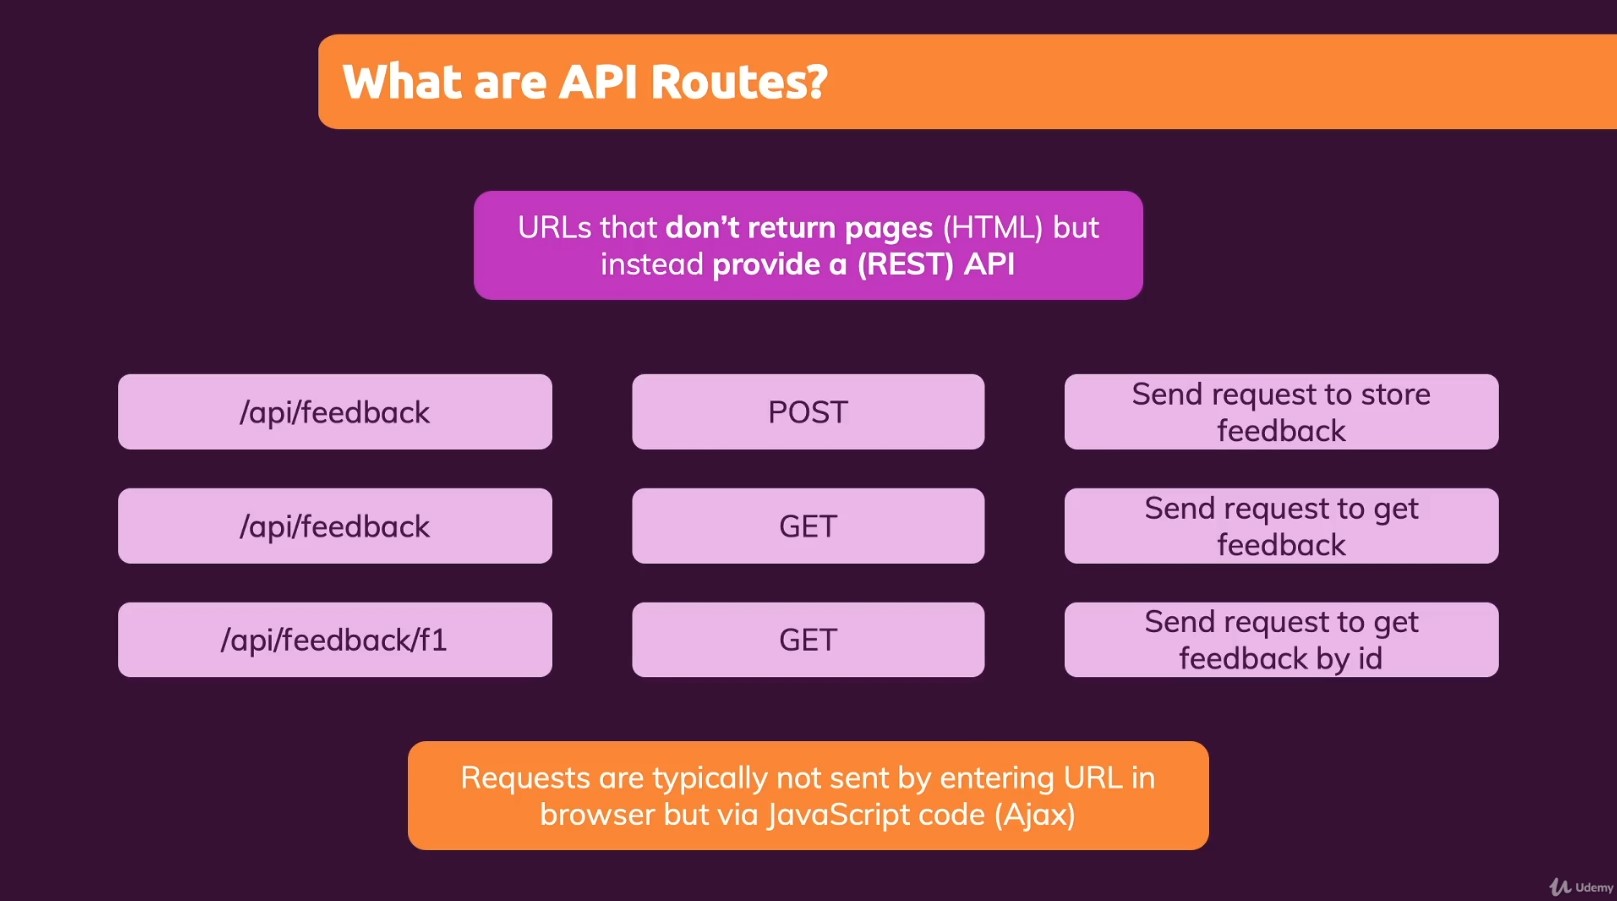 What are API Routes?
URLs that don’t return pages (HTML) but
instead provide a (REST) API
/api/feedback
POST
Send request to store
feedback
/api/feedback
GET
Send request to get
feedback
/api/feedback/f1
GET
Send request to get
feedback by id
Requests are typically not sent by entering URL in
browser but via JavaScript code (Ajax)
Udemy